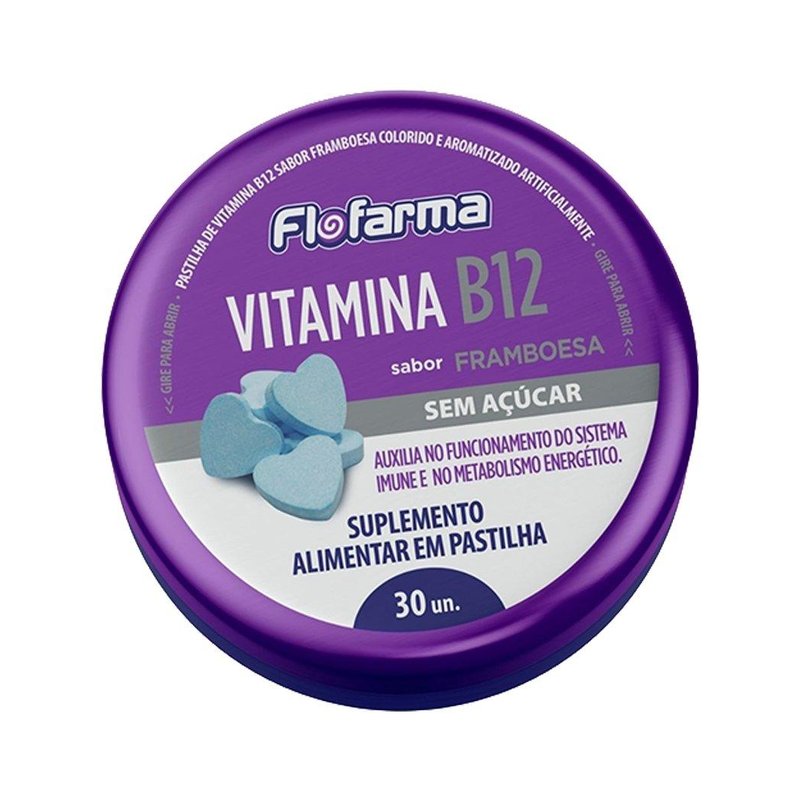 PASTILHA DE VITAMINA B12 SABOR FRAMBOESA COLORIDO E AROMATIZADO ARTIFICIALMENTE
<< GIRE PARA ABRIR •
• GIRE PARA ABRIR <<
Flofarma
VITAMINA B12
sabor FRAMBOESA
SEM AÇÚCAR
AUXILIA NO FUNCIONAMENTO DO SISTEMA
IMUNE E NO METABOLISMO ENERGÉTICO.
SUPLEMENTO
ALIMENTAR EM PASTILHA
30 un.